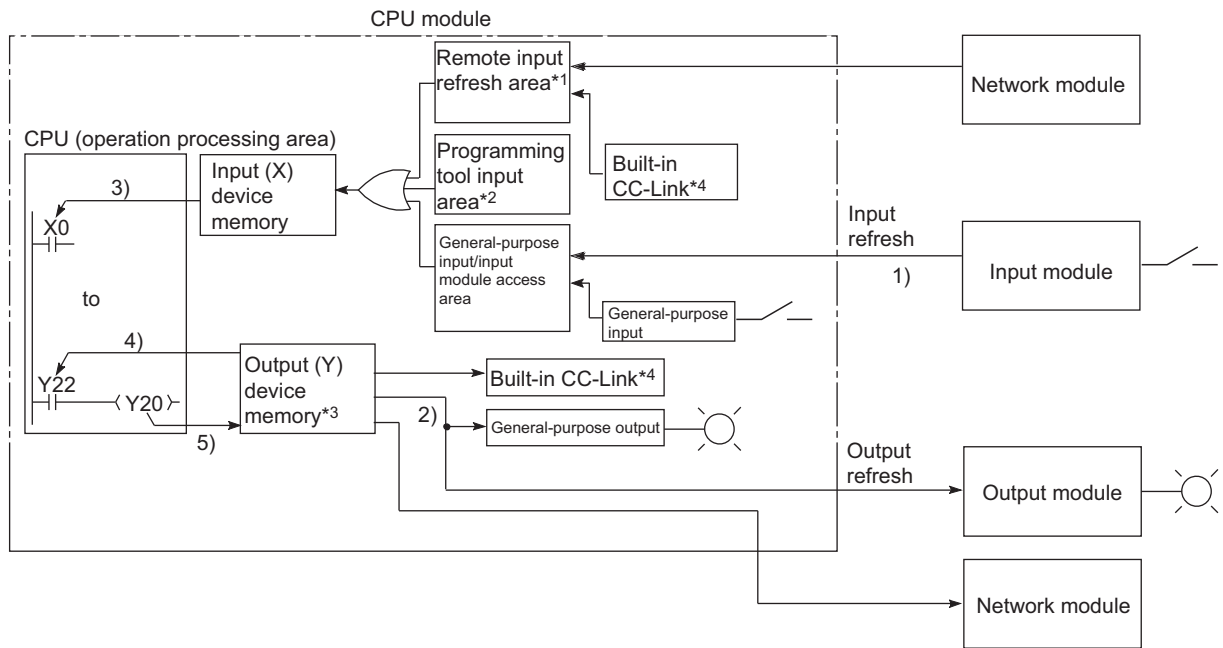 CPU module
Remote input
refresh area*1
Network module
CPU (operation processing area)
Programming
tool input
area*2
Built-in
CC-Link*4
Input (X)
device
memory
3)
X0
Input
refresh
1)
General-purpose
input/input
module access
area
Input module
to
General-purpose
input
4)
Y22
Y20
5)
Output (Y)
device
memory*3
Built-in CC-Link*4
2)
General-purpose output
Output
refresh
Output module
Network module